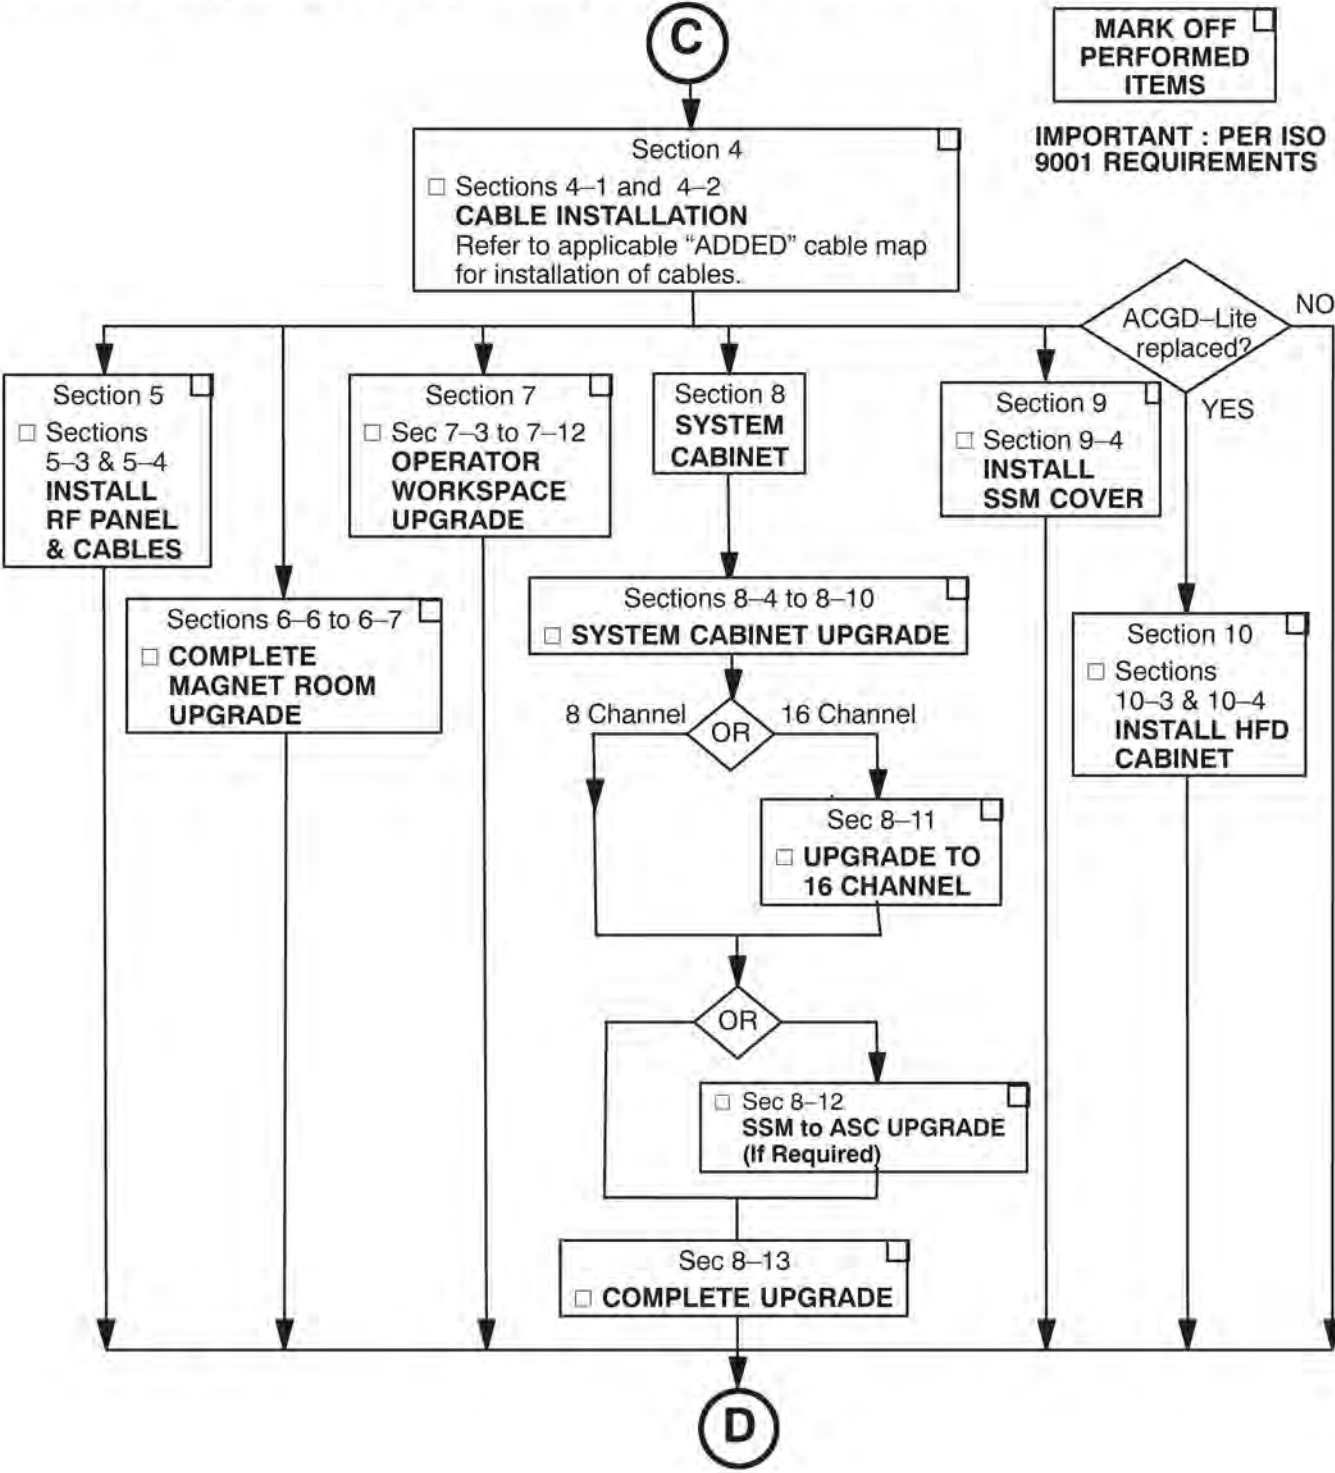 C
MARK OFF
PERFORMED
ITEMS
IMPORTANT : PER ISO
9001 REQUIREMENTS
Section 4
Sections 4–1 and 4–2
CABLE INSTALLATION
Refer to applicable “ADDED” cable map
for installation of cables.
ACGD–Lite
replaced?
NO
YES
Section 5
Sections
5–3 & 5–4
INSTALL
RF PANEL
& CABLES
Sections 6–6 to 6–7
COMPLETE
MAGNET ROOM
UPGRADE
Section 7
Sec 7–3 to 7–12
OPERATOR
WORKSPACE
UPGRADE
Section 8
SYSTEM
CABINET
Sections 8–4 to 8–10
SYSTEM CABINET UPGRADE
8 Channel
OR
16 Channel
Sec 8–11
UPGRADE TO
16 CHANNEL
OR
Sec 8–12
SSM to ASC UPGRADE
(If Required)
Sec 8–13
COMPLETE UPGRADE
Section 9
Section 9–4
INSTALL
SSM COVER
Section 10
Sections
10–3 & 10–4
INSTALL HFD
CABINET
D